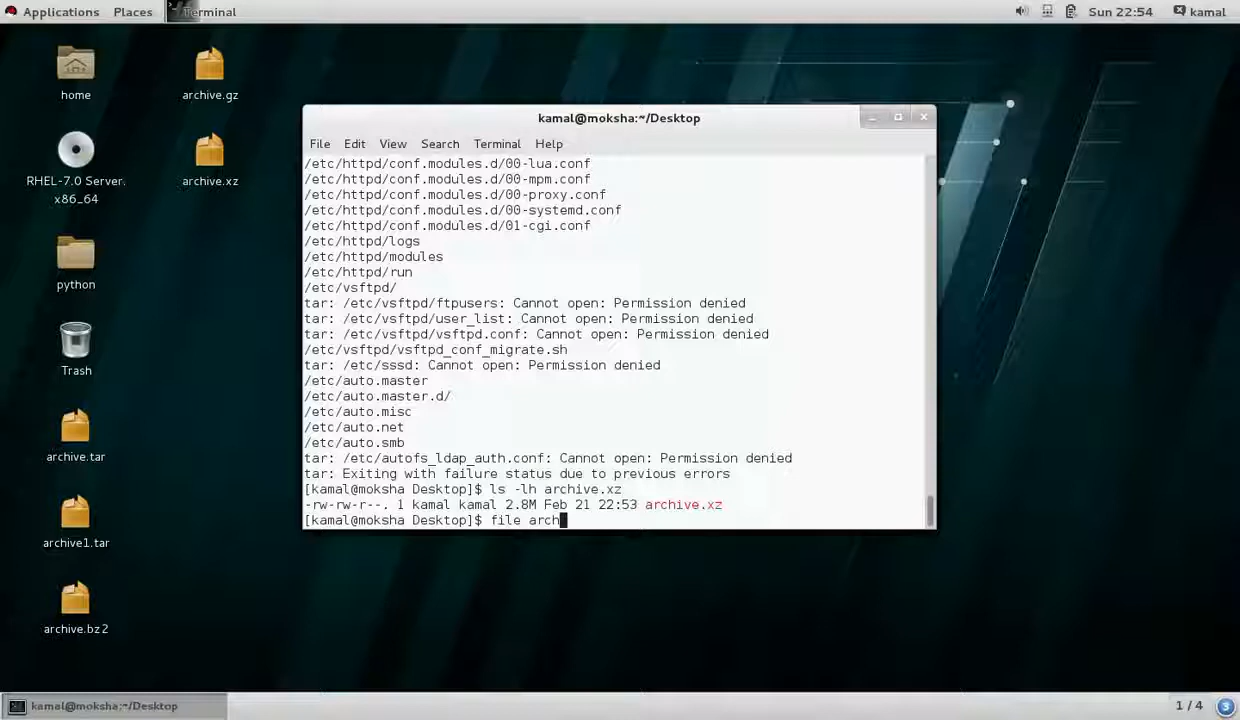 Applications Places Terminal Sun 22:54 kamal
home
archive.gz
RHEL-7.0 Server.
x86_64
archive.xz
python
Trash
archive.tar
archive1.tar
archive.bz2
kamal@moksha:~/Desktop
File Edit View Search Terminal Help
/etc/httpd/conf.modules.d/00-lua.conf
/etc/httpd/conf.modules.d/00-mpm.conf
/etc/httpd/conf.modules.d/00-proxy.conf
/etc/httpd/conf.modules.d/00-systemd.conf
/etc/httpd/conf.modules.d/01-cgi.conf
/etc/httpd/logs
/etc/httpd/modules
/etc/httpd/run
/etc/vsftpd/
tar: /etc/vsftpd/ftpusers: Cannot open: Permission denied
tar: /etc/vsftpd/user_list: Cannot open: Permission denied
tar: /etc/vsftpd/vsftpd.conf: Cannot open: Permission denied
/etc/vsftpd/vsftpd_conf_migrate.sh
tar: /etc/sssd: Cannot open: Permission denied
/etc/auto.master
/etc/auto.master.d/
/etc/auto.misc
/etc/auto.net
/etc/auto.smb
tar: /etc/autofs_ldap_auth.conf: Cannot open: Permission denied
tar: Exiting with failure status due to previous errors
[kamal@moksha Desktop]$ ls -lh archive.xz
-rw-rw-r--. 1 kamal kamal 2.8M Feb 21 22:53 archive.xz
[kamal@moksha Desktop]$ file arch
kamal@moksha:~/Desktop 1 / 4 3